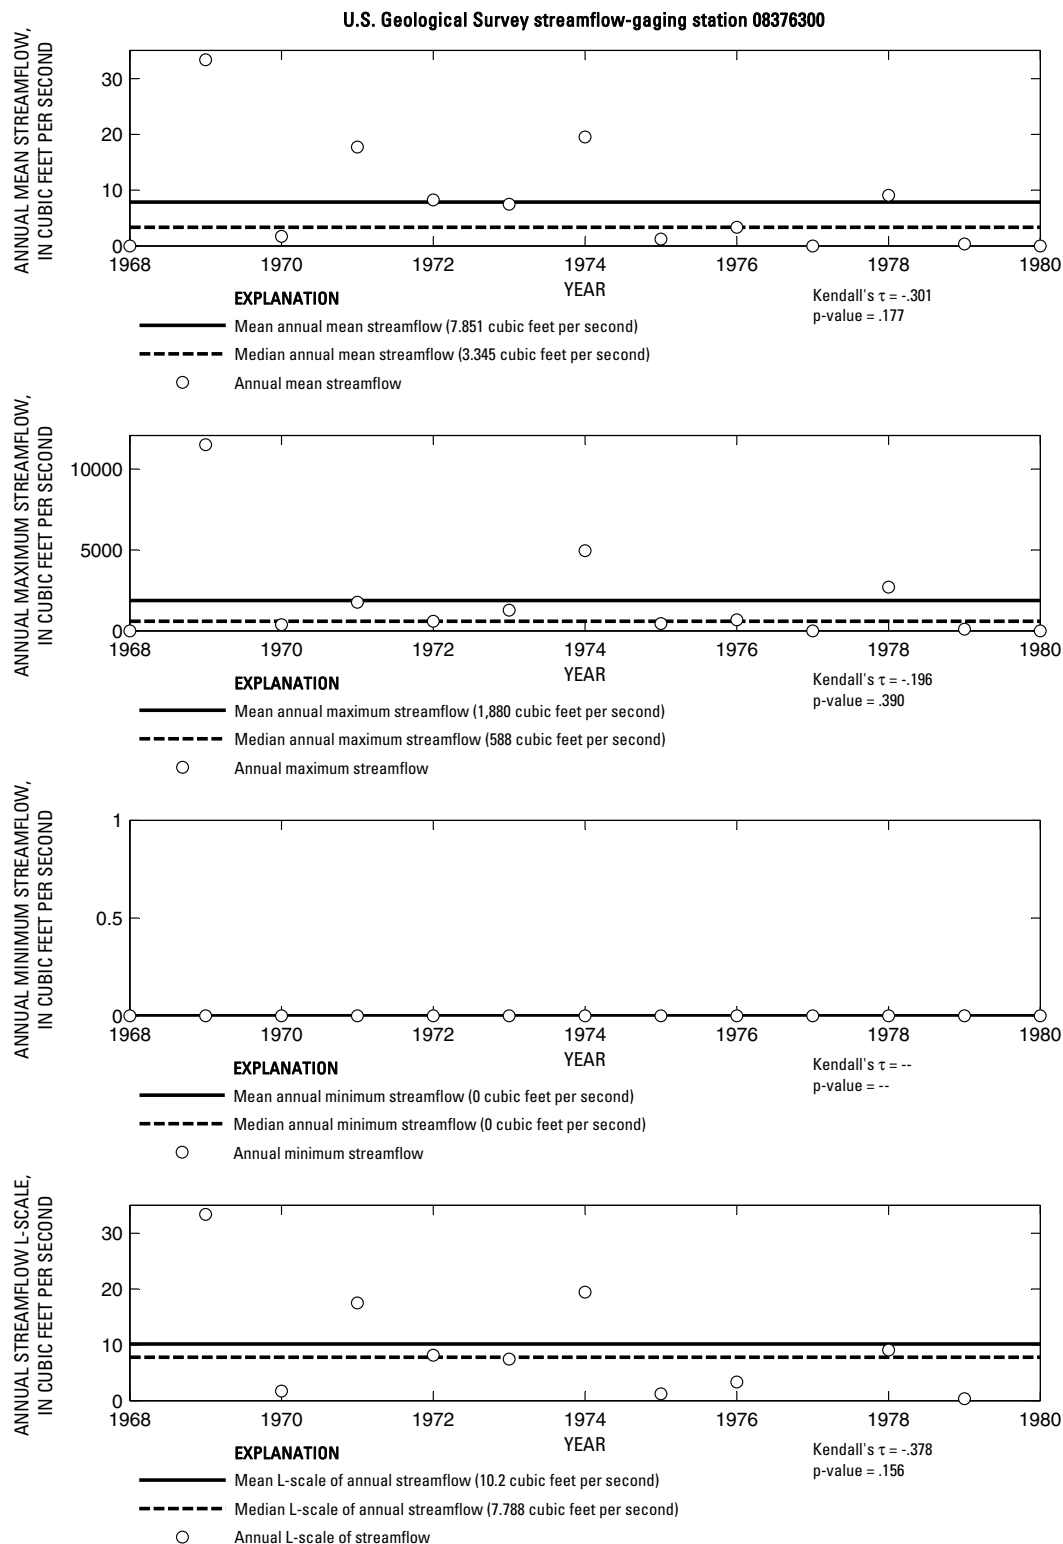 U.S. Geological Survey streamflow-gaging station 08376300
ANNUAL MEAN STREAMFLOW,
IN CUBIC FEET PER SECOND
30
20
10
0
1968 1970 1972 1974 1976 1978 1980
YEAR
EXPLANATION
Mean annual mean streamflow (7.851 cubic feet per second)
Median annual mean streamflow (3.345 cubic feet per second)
Annual mean streamflow
Kendall's τ = -.301
p-value = .177
ANNUAL MAXIMUM STREAMFLOW,
IN CUBIC FEET PER SECOND
10000
5000
0
1968 1970 1972 1974 1976 1978 1980
YEAR
EXPLANATION
Mean annual maximum streamflow (1,880 cubic feet per second)
Median annual maximum streamflow (588 cubic feet per second)
Annual maximum streamflow
Kendall's τ = -.196
p-value = .390
ANNUAL MINIMUM STREAMFLOW,
IN CUBIC FEET PER SECOND
1
0.5
0
1968 1970 1972 1974 1976 1978 1980
YEAR
EXPLANATION
Mean annual minimum streamflow (0 cubic feet per second)
Median annual minimum streamflow (0 cubic feet per second)
Annual minimum streamflow
Kendall's τ = --
p-value = --
ANNUAL STREAMFLOW L-SCALE,
IN CUBIC FEET PER SECOND
30
20
10
0
1968 1970 1972 1974 1976 1978 1980
YEAR
EXPLANATION
Mean L-scale of annual streamflow (10.2 cubic feet per second)
Median L-scale of annual streamflow (7.788 cubic feet per second)
Annual L-scale of streamflow
Kendall's τ = -.378
p-value = .156